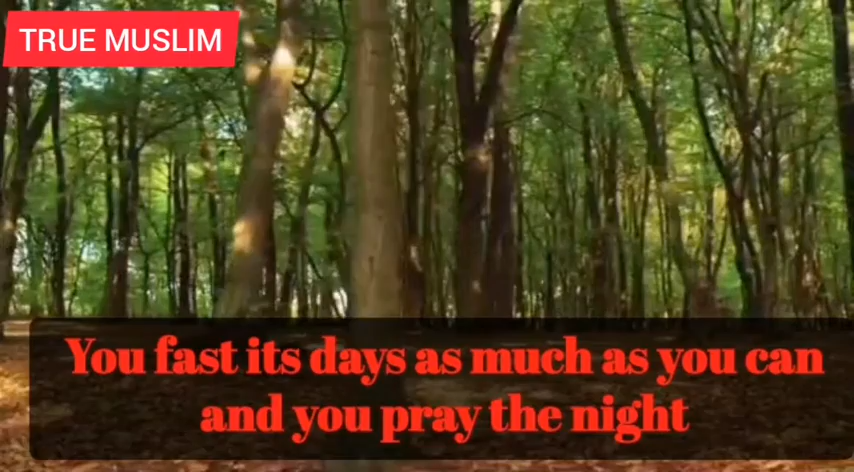 TRUE MUSLIM
You fast its days as much as you can
and you pray the night